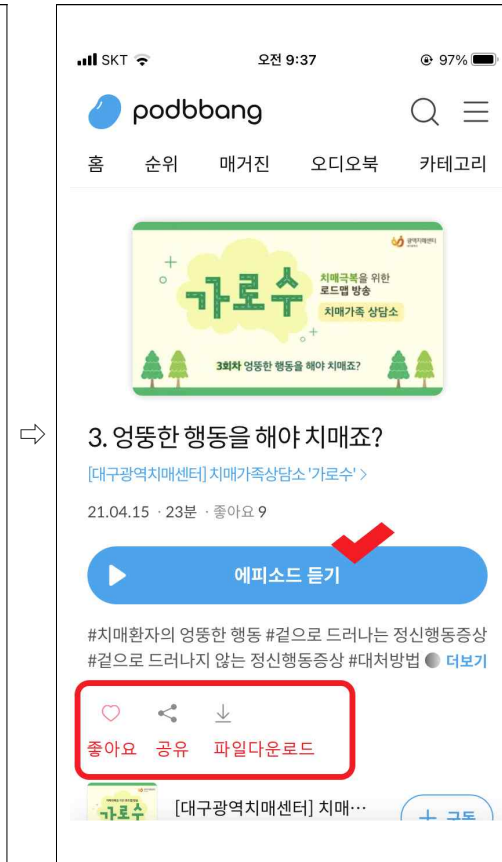 SKT 오전 9:37 97%
podbbang
홈 순위 매거진 오디오북 카테고리
광역치매센터
가로수
치매극복을 위한
로드맵 방송
치매가족 상담소
3회차 엉뚱한 행동을 해야 치매죠?
3. 엉뚱한 행동을 해야 치매죠?
[대구광역치매센터] 치매가족상담소 '가로수' >
21.04.15 · 23분 · 좋아요 9
에피소드 듣기
#치매환자의 엉뚱한 행동 #겉으로 드러나는 정신행동증상
#겉으로 드러나지 않는 정신행동증상 #대처방법 더보기
좋아요 공유 파일다운로드
가로수
[대구광역치매센터] 치매…
+ 구독